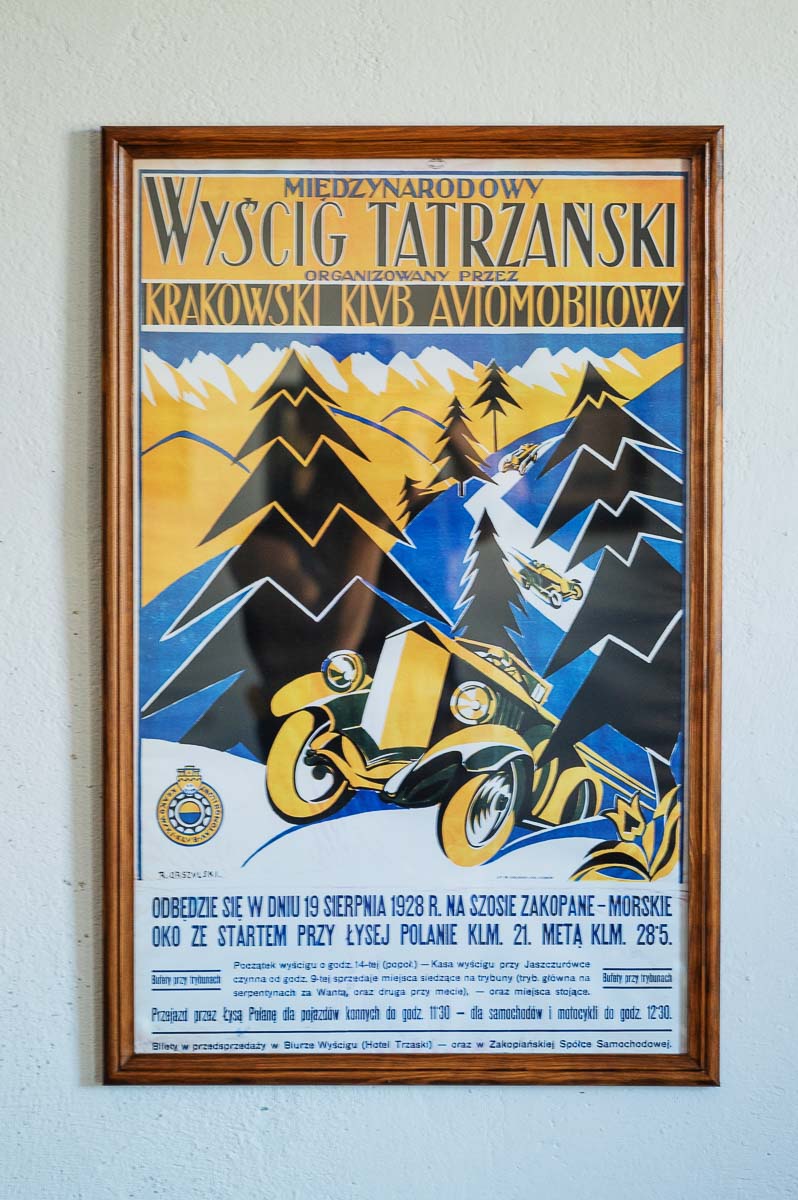 MIĘDZYNARODOWY
WYŚCIG TATRZAŃSKI
ORGANIZOWANY PRZEZ
KRAKOWSKI KLVB AVTOMOBILOWY
R. ORSZULSKI.
ODBĘDZIE SIĘ W DNIU 19 SIERPNIA 1928 R. NA SZOSIE ZAKOPANE – MORSKIE
OKO ZE STARTEM PRZY ŁYSEJ POLANIE KLM. 21. METĄ KLM. 28·5.
Początek wyścigu o godz. 14-tej (popoł.) — Kasa wyścigu przy Jaszczurówce
czynna od godz. 9-tej sprzedaje miejsca siedzące na trybuny (tryb. główna na
serpentynach za Wantą, oraz druga przy mecie), — oraz miejsca stojące.
Bufety przy trybunach
Bufety przy trybunach
Przejazd przez Łysą Polanę dla pojazdów konnych do godz. 11·30 — dla samochodów i motocykli do godz. 12·30.
Bilety w przedsprzedaży w Biurze Wyścigu (Hotel Trzaski) — oraz w Zakopiańskiej Spółce Samochodowej.